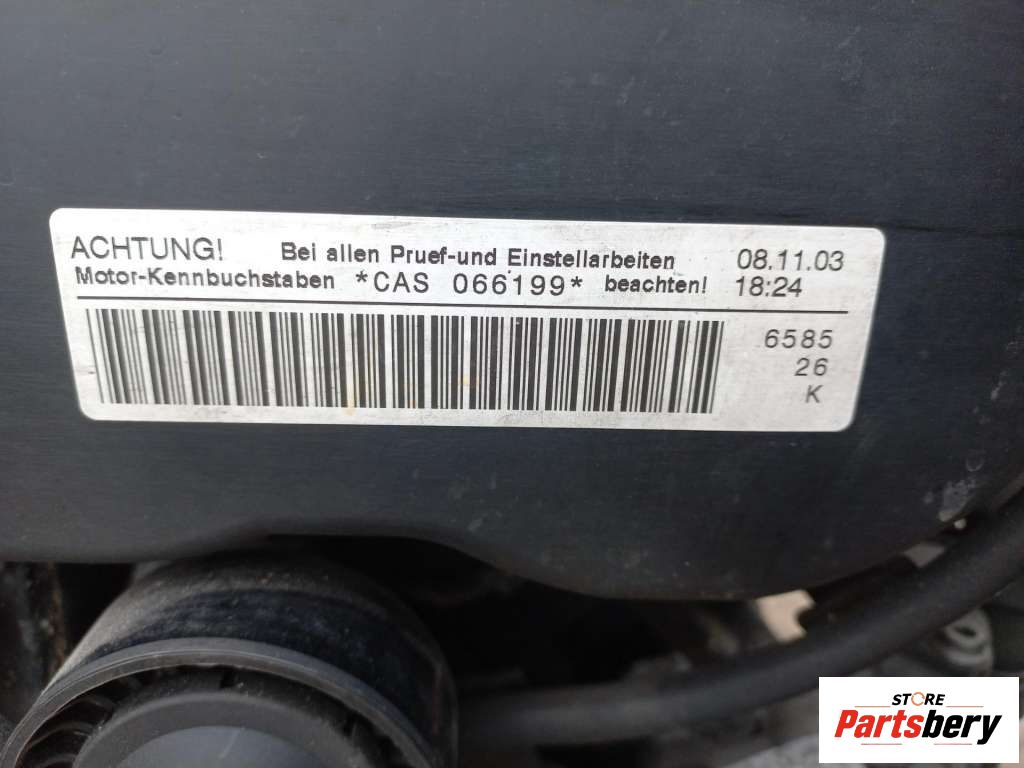 ACHTUNG! Bei allen Pruef-und Einstellarbeiten 08.11.03
Motor-Kennbuchstaben *CAS 066199* beachten! 18:24
6585
26
K
STORE
Partsbery